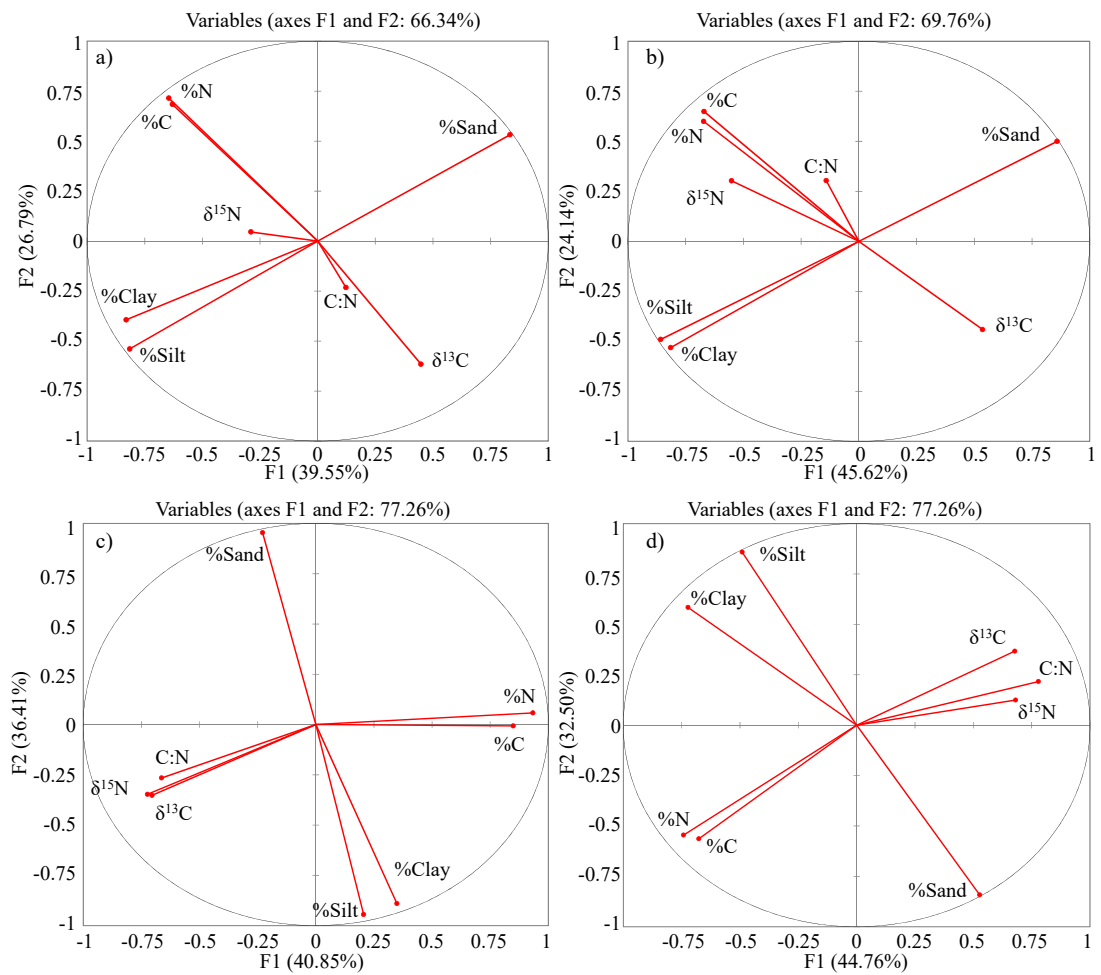 Variables (axes F1 and F2: 66.34%)
a)
1
0.75
0.5
0.25
0
-0.25
-0.5
-0.75
-1
F2 (26.79%)
%N
%C
%Sand
δ¹⁵N
%Clay
%Silt
C:N
δ¹³C
-1 -0.75 -0.5 -0.25 0 0.25 0.5 0.75 1
F1 (39.55%)
Variables (axes F1 and F2: 69.76%)
b)
1
0.75
0.5
0.25
0
-0.25
-0.5
-0.75
-1
F2 (24.14%)
%C
%N
%Sand
C:N
δ¹⁵N
%Silt
%Clay
δ¹³C
-1 -0.75 -0.5 -0.25 0 0.25 0.5 0.75 1
F1 (45.62%)
Variables (axes F1 and F2: 77.26%)
c)
1
0.75
0.5
0.25
0
-0.25
-0.5
-0.75
-1
F2 (36.41%)
%Sand
%N
%C
C:N
δ¹⁵N
δ¹³C
%Clay
%Silt
-1 -0.75 -0.5 -0.25 0 0.25 0.5 0.75 1
F1 (40.85%)
Variables (axes F1 and F2: 77.26%)
d)
1
0.75
0.5
0.25
0
-0.25
-0.5
-0.75
-1
F2 (32.50%)
%Silt
%Clay
δ¹³C
C:N
δ¹⁵N
%N
%C
%Sand
-0.75 -0.5 -0.25 0 0.25 0.5 0.75 1
F1 (44.76%)